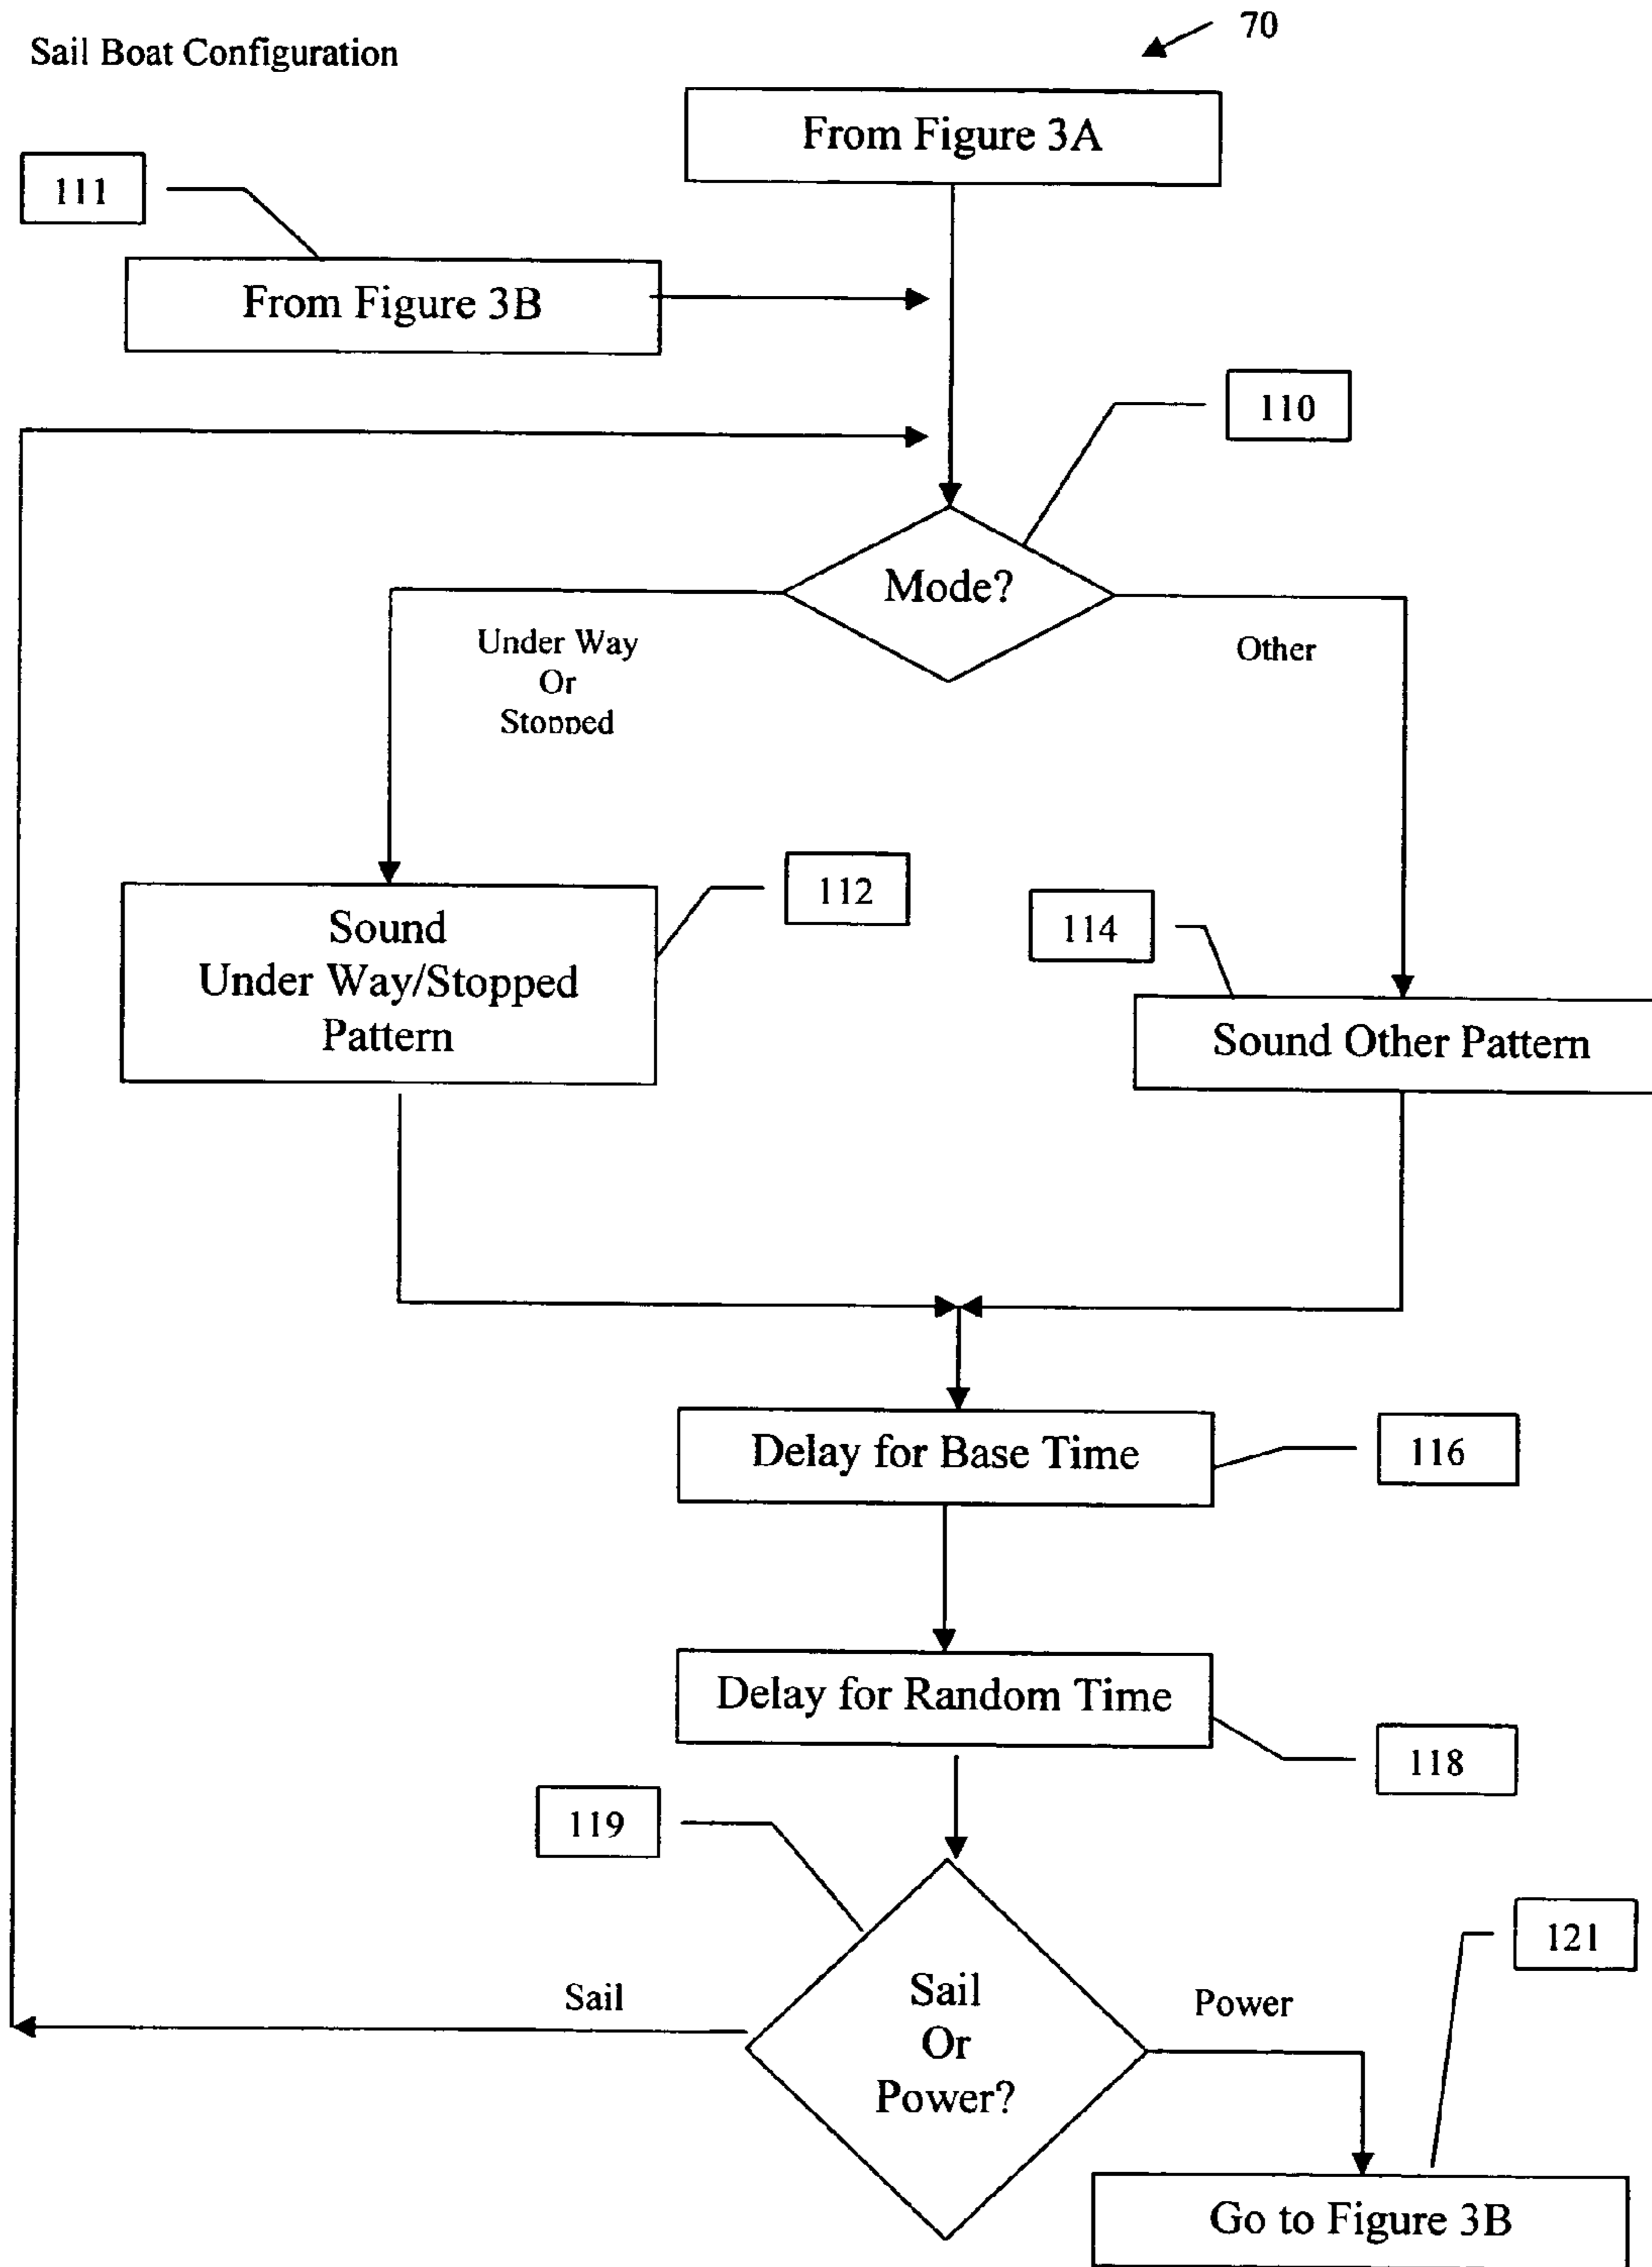 70
Sail Boat Configuration
From Figure 3A
111
From Figure 3B
110
Mode?
Under Way
Or
Stopped
Other
112
114
Sound
Under Way/Stopped
Pattern
Sound Other Pattern
Delay for Base Time
116
Delay for Random Time
118
119
121
Sail
Sail
Or
Power?
Power
Go to Figure 3B